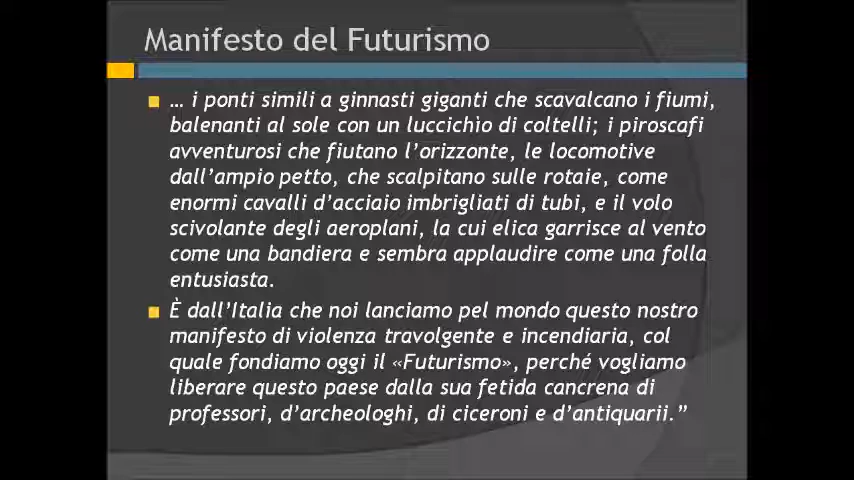 Manifesto del Futurismo
… i ponti simili a ginnasti giganti che scavalcano i fiumi,
balenanti al sole con un luccichìo di coltelli; i piroscafi
avventurosi che fiutano l’orizzonte, le locomotive
dall’ampio petto, che scalpitano sulle rotaie, come
enormi cavalli d’acciaio imbrigliati di tubi, e il volo
scivolante degli aeroplani, la cui elica garrisce al vento
come una bandiera e sembra applaudire come una folla
entusiasta.
È dall’Italia che noi lanciamo pel mondo questo nostro
manifesto di violenza travolgente e incendiaria, col
quale fondiamo oggi il «Futurismo», perché vogliamo
liberare questo paese dalla sua fetida cancrena di
professori, d’archeologhi, di ciceroni e d’antiquarii.”